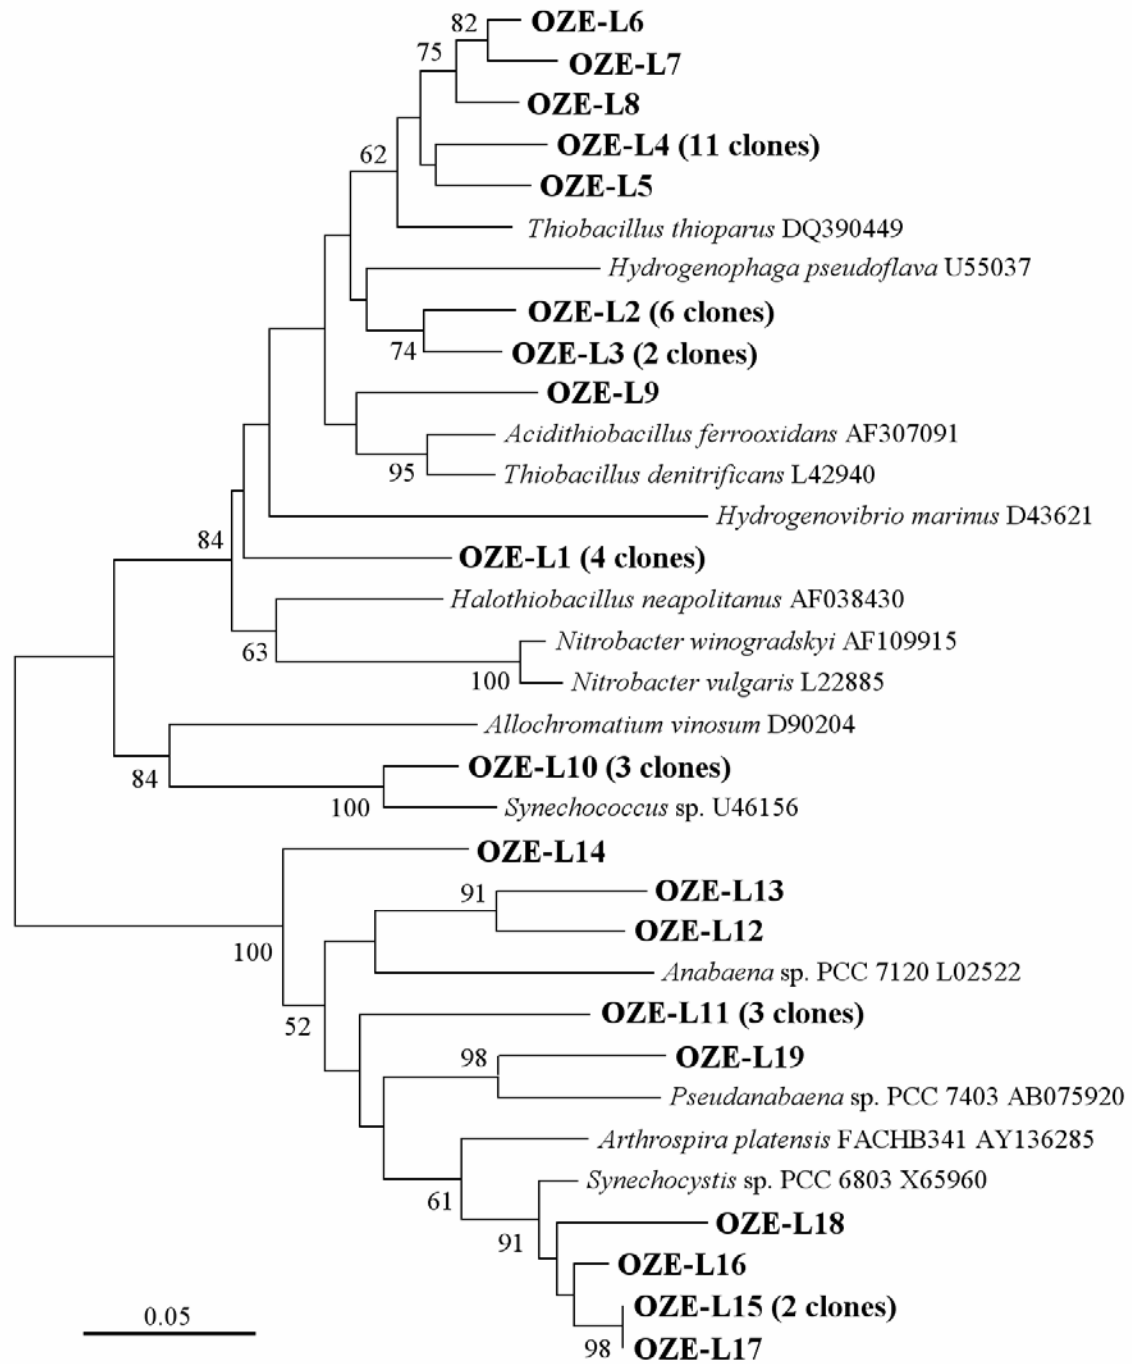 82
OZE-L6
75
OZE-L7
OZE-L8
OZE-L4 (11 clones)
62
OZE-L5
Thiobacillus thioparus DQ390449
Hydrogenophaga pseudoflava U55037
OZE-L2 (6 clones)
74
OZE-L3 (2 clones)
OZE-L9
Acidithiobacillus ferrooxidans AF307091
95
Thiobacillus denitrificans L42940
Hydrogenovibrio marinus D43621
84
OZE-L1 (4 clones)
Halothiobacillus neapolitanus AF038430
63
Nitrobacter winogradskyi AF109915
100
Nitrobacter vulgaris L22885
Allochromatium vinosum D90204
84
OZE-L10 (3 clones)
100
Synechococcus sp. U46156
OZE-L14
91
OZE-L13
OZE-L12
100
Anabaena sp. PCC 7120 L02522
52
OZE-L11 (3 clones)
98
OZE-L19
Pseudanabaena sp. PCC 7403 AB075920
Arthrospira platensis FACHB341 AY136285
61
Synechocystis sp. PCC 6803 X65960
91
OZE-L18
OZE-L16
0.05
OZE-L15 (2 clones)
98
OZE-L17